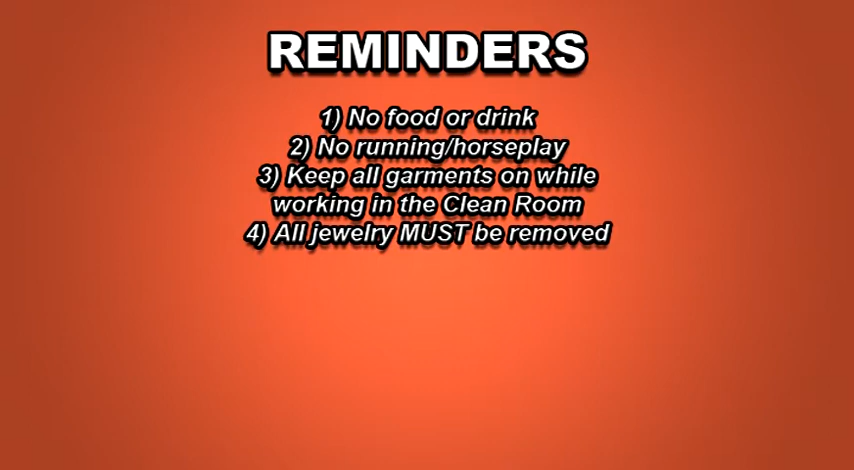 REMINDERS
1) No food or drink
2) No running/horseplay
3) Keep all garments on while
working in the Clean Room
4) All jewelry MUST be removed